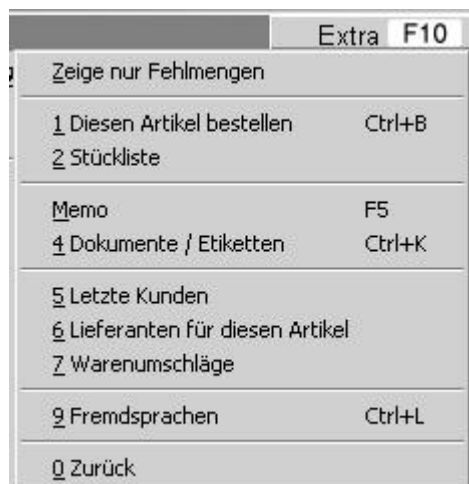 Extra F10
Zeige nur Fehlmengen
1 Diesen Artikel bestellen Ctrl+B
2 Stückliste
Memo F5
4 Dokumente / Etiketten Ctrl+K
5 Letzte Kunden
6 Lieferanten für diesen Artikel
7 Warenumschläge
9 Fremdsprachen Ctrl+L
0 Zurück